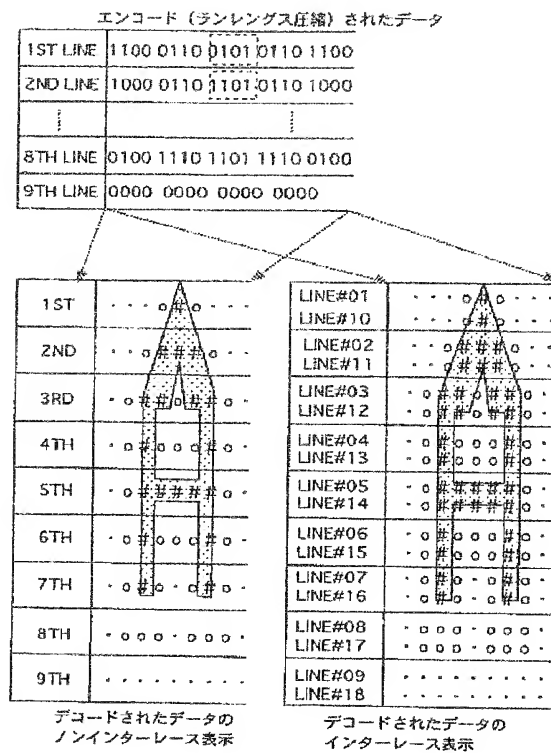 エンコード（ランレングス圧縮）されたデータ
1ST LINE 1100 0110 0101 0110 1100
2ND LINE 1000 0110 1101 0110 1000
8TH LINE 0100 1110 1101 1110 0100
9TH LINE 0000 0000 0000 0000
1ST · · · o # o · · ·
2ND · · o # # # o · ·
3RD · o # # o # # o ·
4TH · o # o o o # o ·
5TH · o # # # # # o ·
6TH · o # o o o # o ·
7TH · o # o · o # o ·
8TH · o o o · o o o ·
9TH · · · · · · · · ·
デコードされたデータの
ノンインターレース表示
LINE#01 · · · o # o · · ·
LINE#10 · · · o # o · · ·
LINE#02 · · o # # # o · ·
LINE#11 · · o # # # o · ·
LINE#03 · o # # o # # o ·
LINE#12 · o # # o # # o ·
LINE#04 · o # o o o # o ·
LINE#13 · o # o o o # o ·
LINE#05 · o # # # # # o ·
LINE#14 · o # # # # # o ·
LINE#06 · o # o o o # o ·
LINE#15 · o # o o o # o ·
LINE#07 · o # o · o # o ·
LINE#16 · o # o · o # o ·
LINE#08 · o o o · o o o ·
LINE#17 · o o o · o o o ·
LINE#09 · · · · · · · · ·
LINE#18 · · · · · · · · ·
デコードされたデータの
インターレース表示